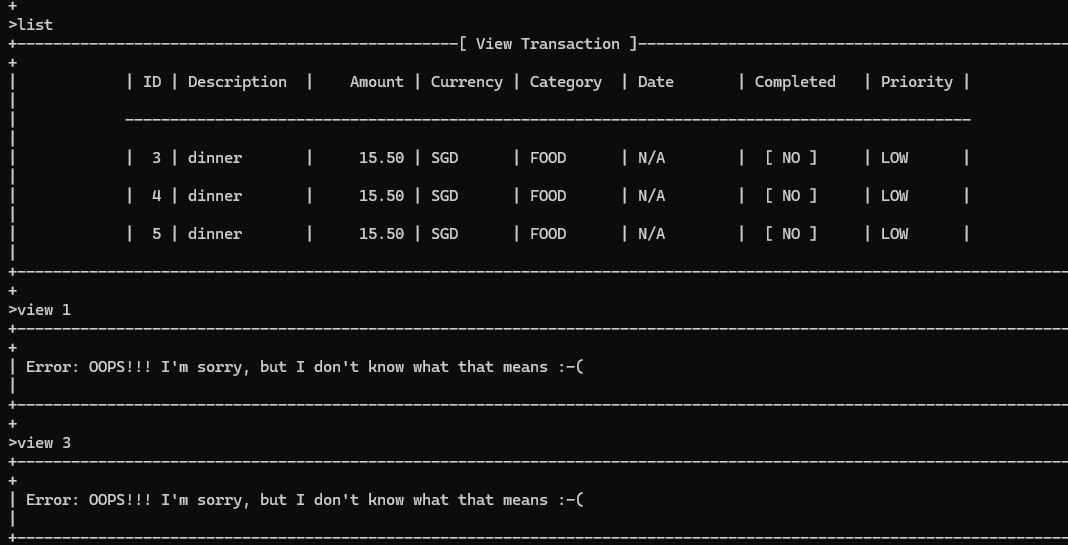 +
>list
+-------------------------------------------------[ View Transaction ]------------------------------------------------
+
| | ID | Description | Amount | Currency | Category | Date | Completed | Priority |
|
| ----------------------------------------------------------------------------------------------
|
| | 3 | dinner | 15.50 | SGD | FOOD | N/A | [ NO ] | LOW |
|
| | 4 | dinner | 15.50 | SGD | FOOD | N/A | [ NO ] | LOW |
|
| | 5 | dinner | 15.50 | SGD | FOOD | N/A | [ NO ] | LOW |
|
+---------------------------------------------------------------------------------------------------------------------
+
>view 1
+---------------------------------------------------------------------------------------------------------------------
+
| Error: OOPS!!! I'm sorry, but I don't know what that means :-(
|
+---------------------------------------------------------------------------------------------------------------------
+
>view 3
+---------------------------------------------------------------------------------------------------------------------
+
| Error: OOPS!!! I'm sorry, but I don't know what that means :-(
|
+---------------------------------------------------------------------------------------------------------------------